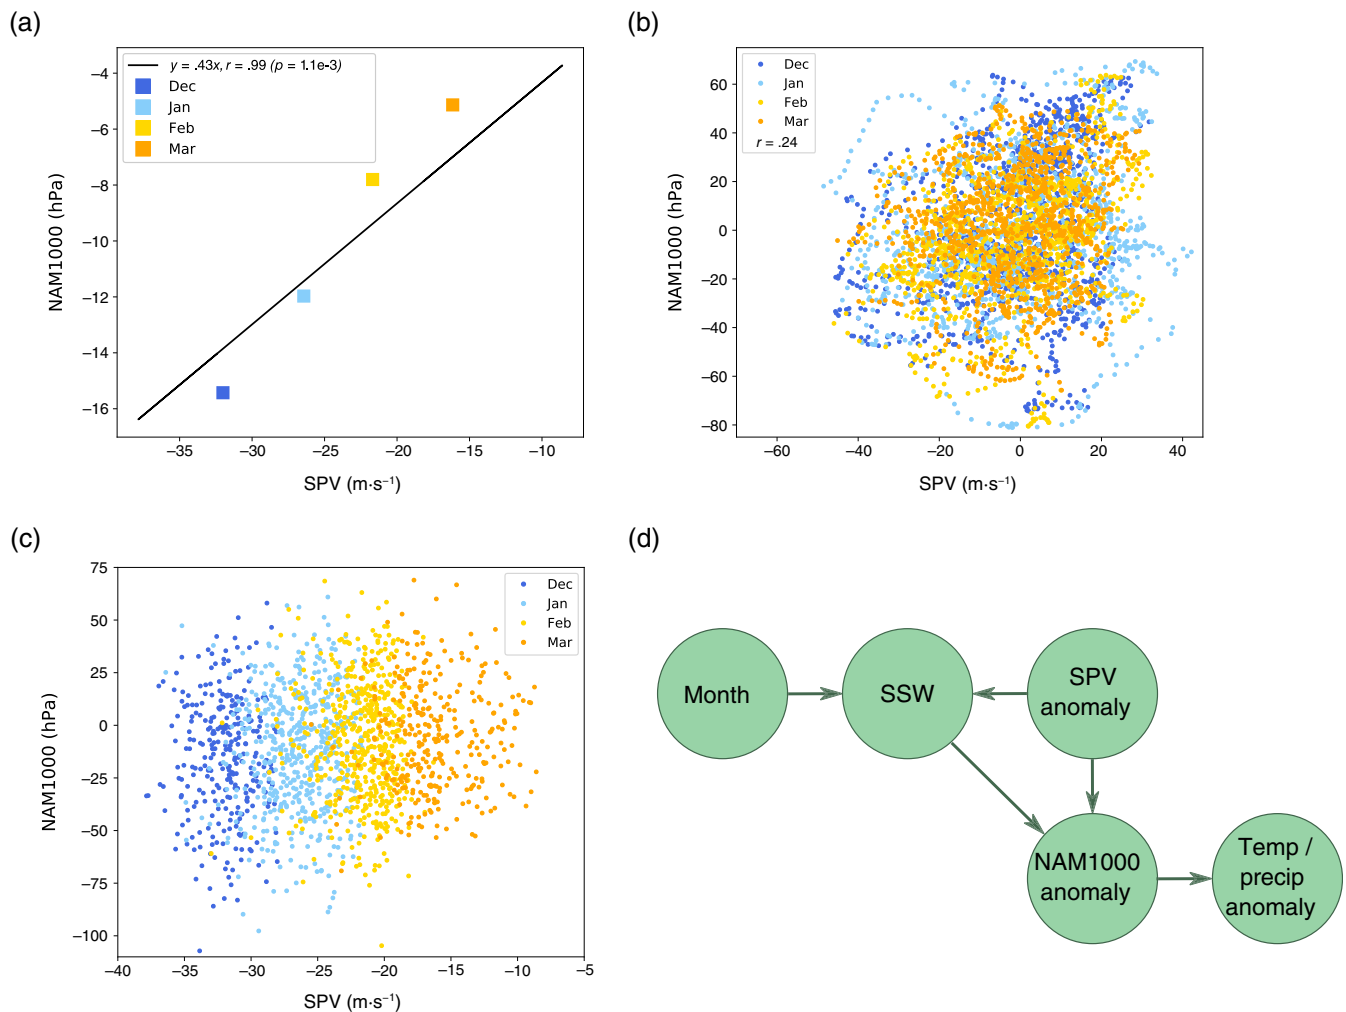 (a)
y = .43x, r = .99 (p = 1.1e-3)
Dec
Jan
Feb
Mar
−4
−6
−8
−10
−12
−14
−16
NAM1000 (hPa)
−35
−30
−25
−20
−15
−10
SPV (m·s⁻¹)
(b)
Dec
Jan
Feb
Mar
r = .24
60
40
20
0
−20
−40
−60
−80
NAM1000 (hPa)
−60
−40
−20
0
20
40
SPV (m·s⁻¹)
(c)
Dec
Jan
Feb
Mar
75
50
25
0
−25
−50
−75
−100
NAM1000 (hPa)
−40
−35
−30
−25
−20
−15
−10
−5
SPV (m·s⁻¹)
(d)
Month
SSW
SPV
anomaly
NAM1000
anomaly
Temp /
precip
anomaly